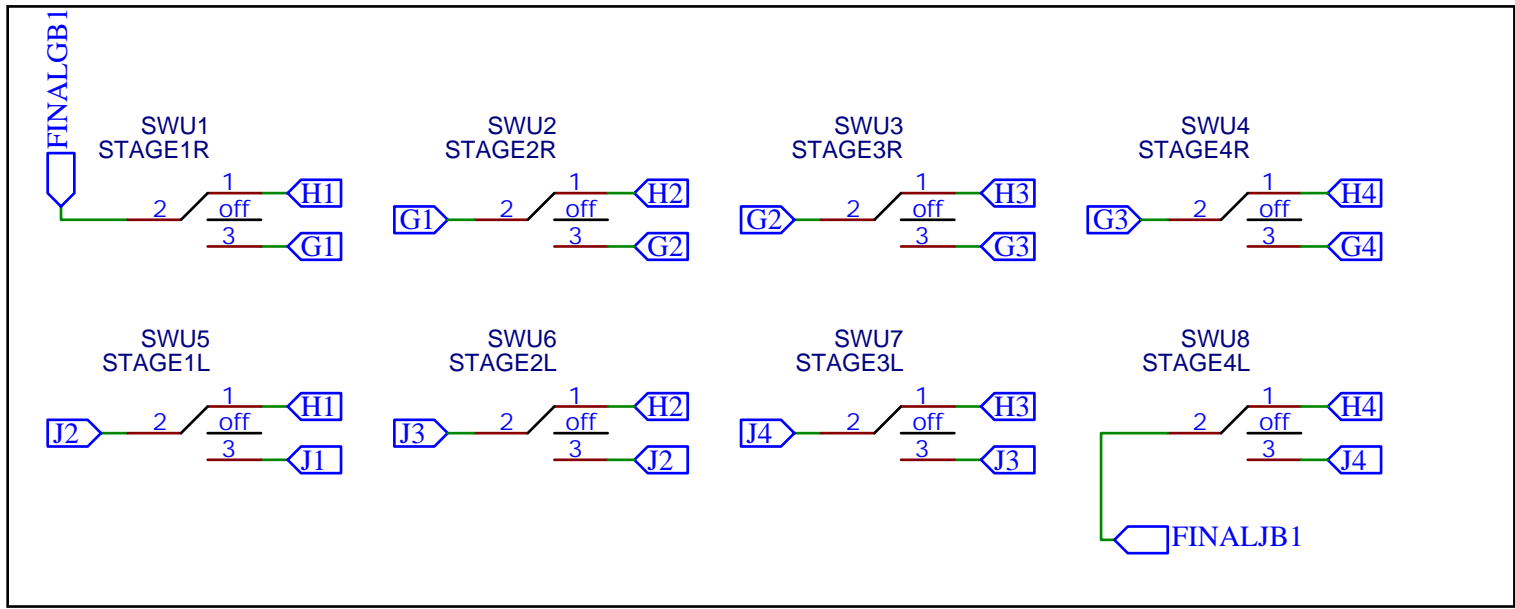 FINALGB1
SWU1
STAGE1R
1
2
off
3
H1
G1
SWU2
STAGE2R
G1
1
2
off
3
H2
G2
SWU3
STAGE3R
G2
1
2
off
3
H3
G3
SWU4
STAGE4R
G3
1
2
off
3
H4
G4
SWU5
STAGE1L
J2
1
2
off
3
H1
J1
SWU6
STAGE2L
J3
1
2
off
3
H2
J2
SWU7
STAGE3L
J4
1
2
off
3
H3
J3
SWU8
STAGE4L
1
2
off
3
H4
J4
FINALJB1